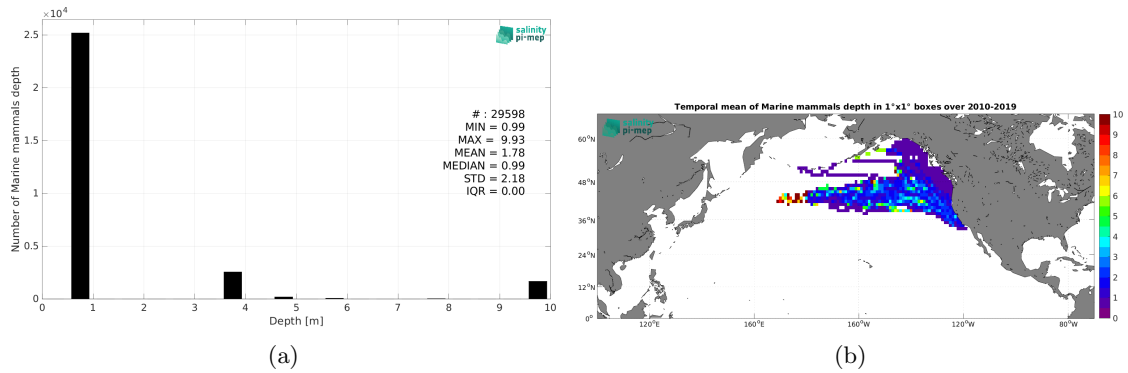 ×10⁴
2.5
2
1.5
1
0.5
0
Number of Marine mammals depth
salinity
pi-mep
# : 29598
MIN = 0.99
MAX = 9.93
MEAN = 1.78
MEDIAN = 0.99
STD = 2.18
IQR = 0.00
0 1 2 3 4 5 6 7 8 9 10
Depth [m]
(a)
Temporal mean of Marine mammals depth in 1°x1° boxes over 2010-2019
salinity
pi-mep
60°N
48°N
36°N
24°N
12°N
0°
120°E 160°E 160°W 120°W 80°W
10
9
8
7
6
5
4
3
2
1
0
(b)